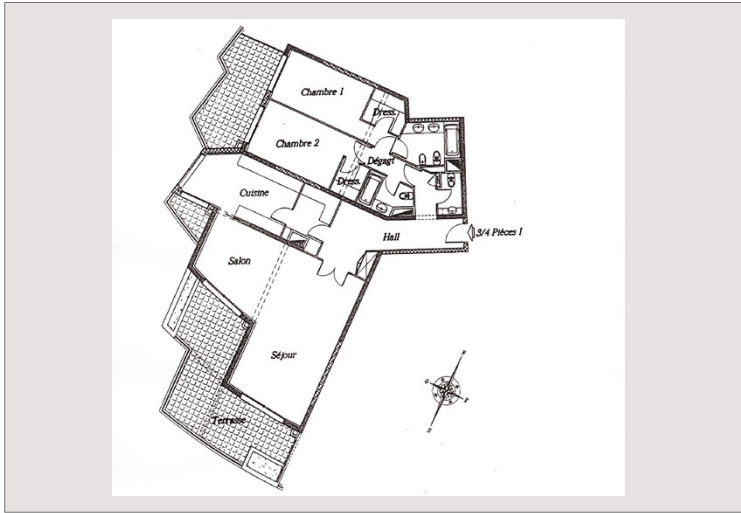 Chambre 1
Dress.
Chambre 2
Dégagt
Dress.
Cuisine
Hall
3/4 Pièces I
Salon
Séjour
Terrasse
N
O
E
S